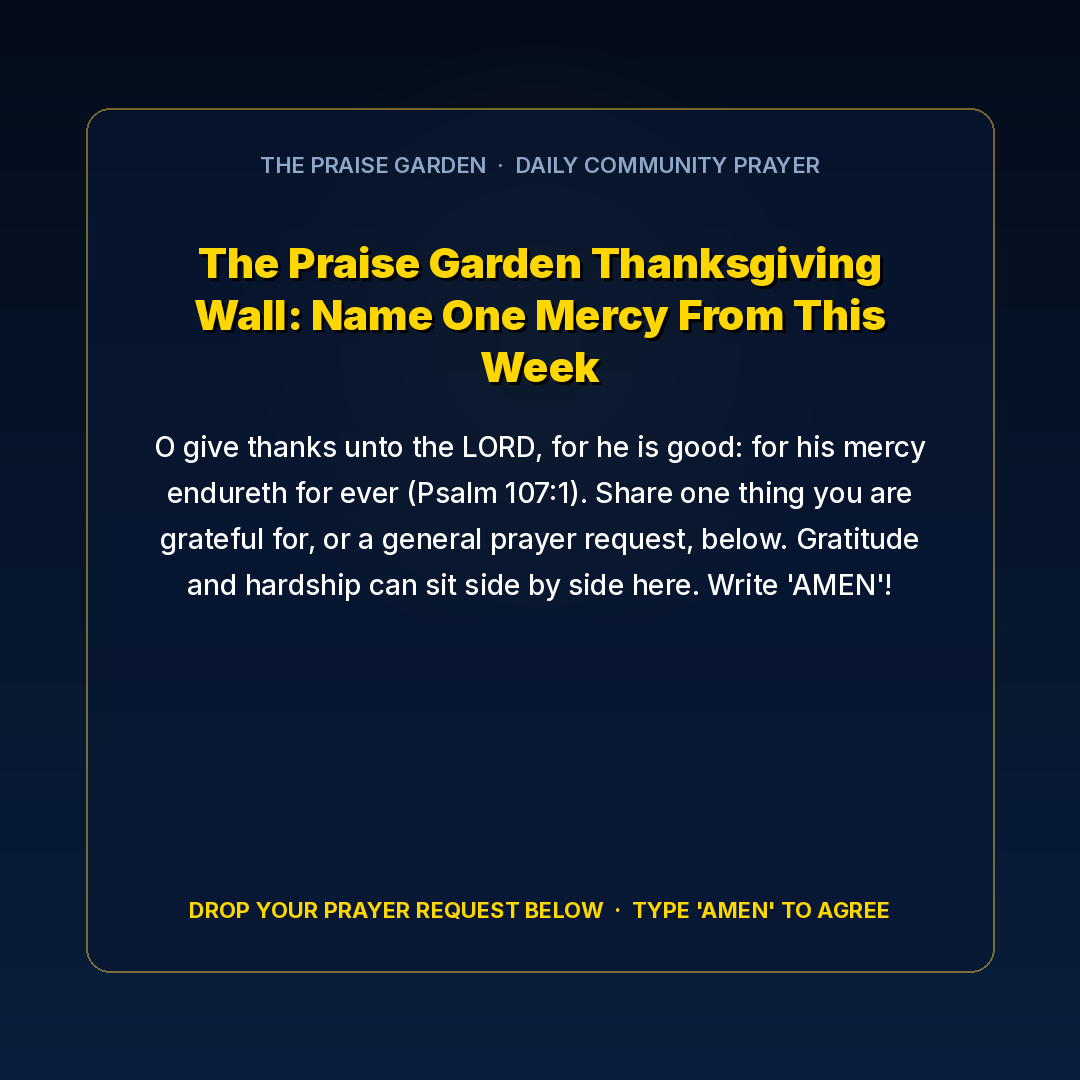 THE PRAISE GARDEN · DAILY COMMUNITY PRAYER
The Praise Garden Thanksgiving
Wall: Name One Mercy From This
Week
O give thanks unto the LORD, for he is good: for his mercy
endureth for ever (Psalm 107:1). Share one thing you are
grateful for, or a general prayer request, below. Gratitude
and hardship can sit side by side here. Write 'AMEN'!
DROP YOUR PRAYER REQUEST BELOW · TYPE 'AMEN' TO AGREE